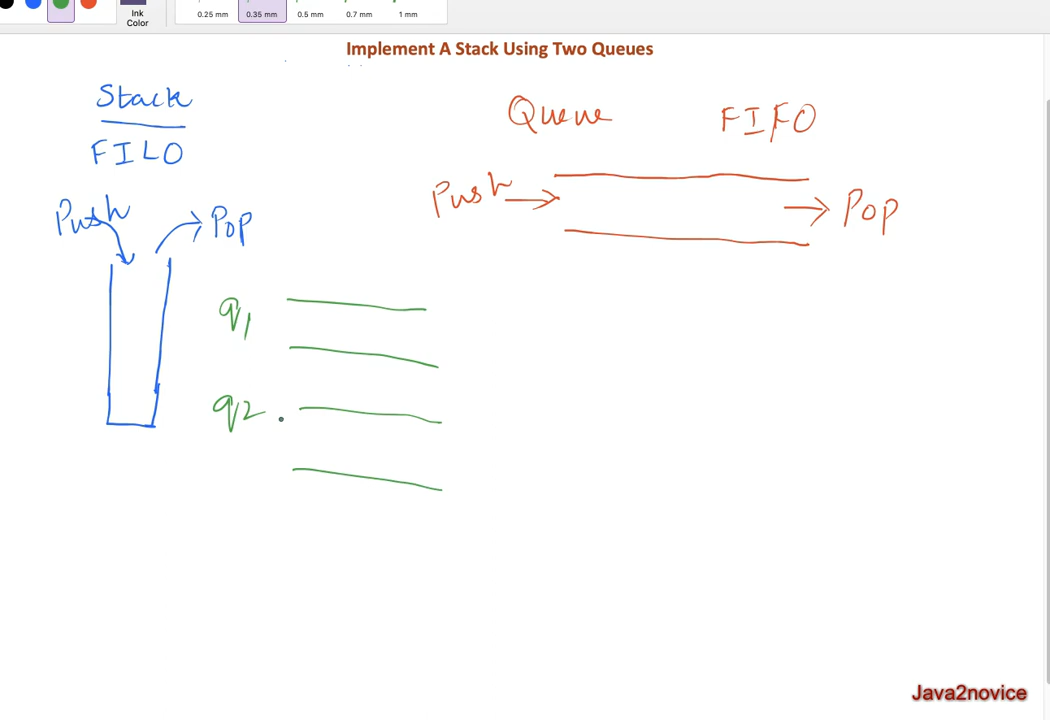 Ink
Color
0.25 mm
0.35 mm
0.5 mm
0.7 mm
1 mm
Implement A Stack Using Two Queues
Stack
FILO
Push
Pop
Queue
FIFO
Push
Pop
q1
q2
Java2novice